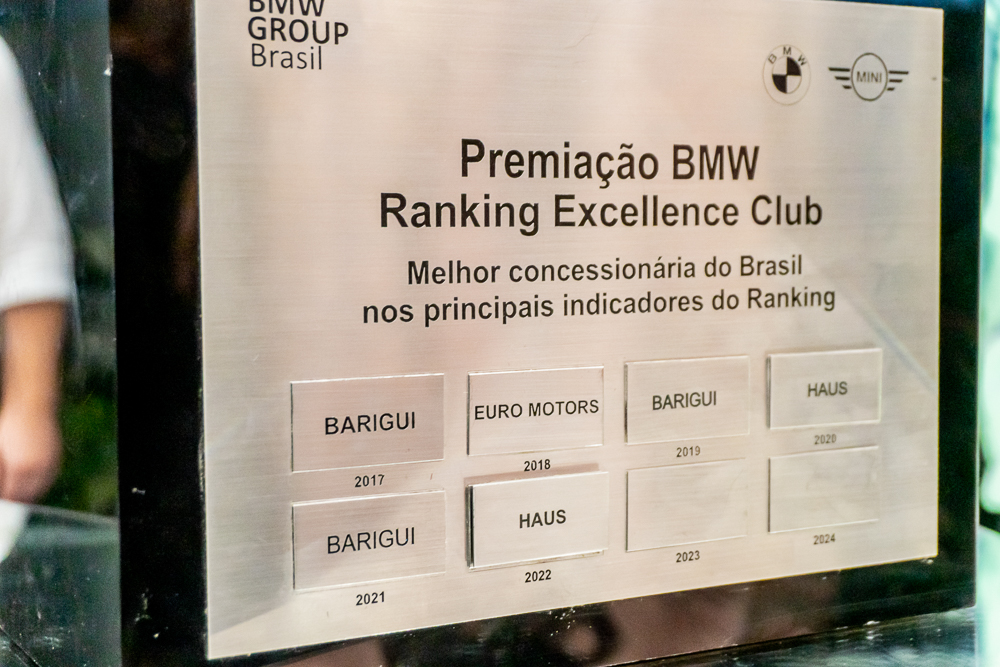 BMW
GROUP
Brasil
BMW
MINI
Premiação BMW
Ranking Excellence Club
Melhor concessionária do Brasil
nos principais indicadores do Ranking
BARIGUI
EURO MOTORS
BARIGUI
HAUS
2017
2018
2019
2020
BARIGUI
HAUS
2021
2022
2023
2024